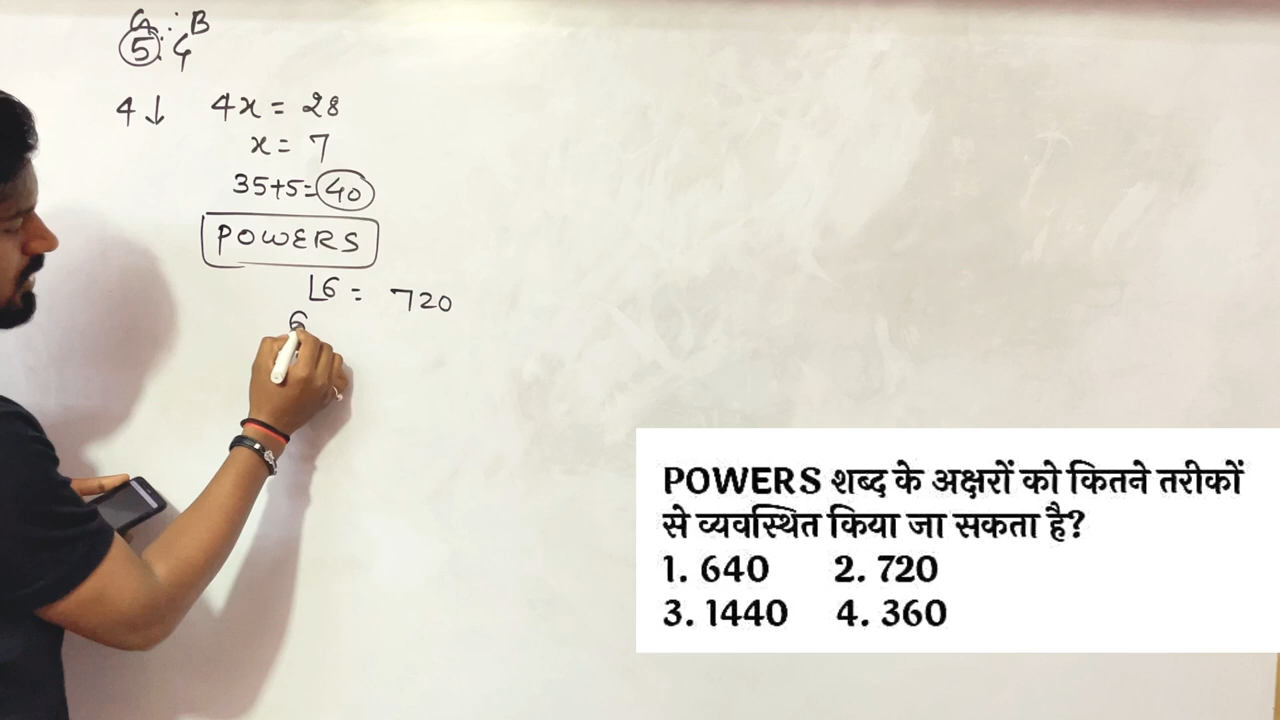 G : B
5 : 4
4↓ 4x = 28
x = 7
35+5=40
POWERS
⌊6 = 720
6
POWERS शब्द के अक्षरों को कितने तरीकों
से व्यवस्थित किया जा सकता है?
1. 640 2. 720
3. 1440 4. 360